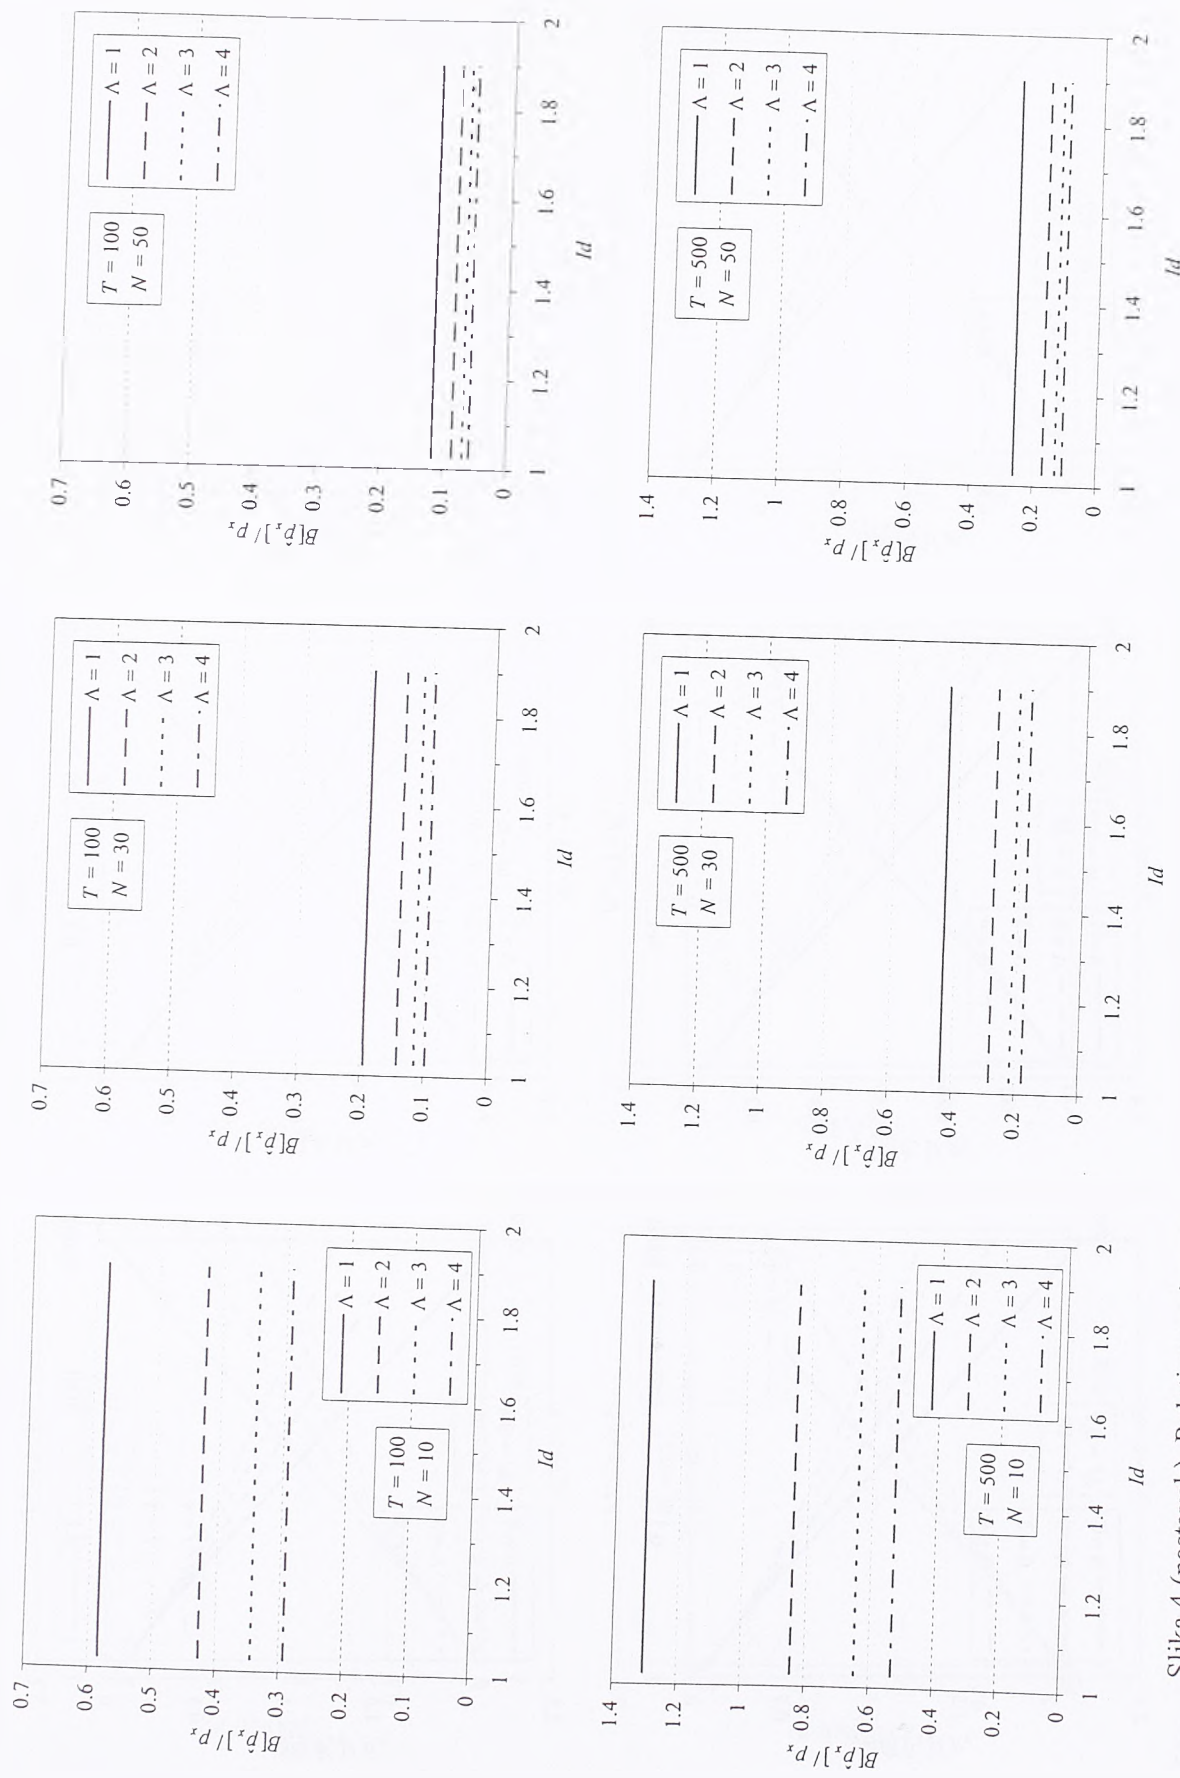 B[p̂ₓ] / pₓ
0.7
0.6
0.5
0.4
0.3
0.2
0.1
0
T = 100
N = 10
Λ = 1
Λ = 2
Λ = 3
Λ = 4
1 1.2 1.4 1.6 1.8 2
Id
B[p̂ₓ] / pₓ
0.7
0.6
0.5
0.4
0.3
0.2
0.1
0
T = 100
N = 30
Λ = 1
Λ = 2
Λ = 3
Λ = 4
1 1.2 1.4 1.6 1.8 2
Id
B[p̂ₓ] / pₓ
0.7
0.6
0.5
0.4
0.3
0.2
0.1
0
T = 100
N = 50
Λ = 1
Λ = 2
Λ = 3
Λ = 4
1 1.2 1.4 1.6 1.8 2
Id
B[p̂ₓ] / pₓ
1.4
1.2
1
0.8
0.6
0.4
0.2
0
T = 500
N = 10
Λ = 1
Λ = 2
Λ = 3
Λ = 4
1 1.2 1.4 1.6 1.8 2
Id
B[p̂ₓ] / pₓ
1.4
1.2
1
0.8
0.6
0.4
0.2
0
T = 500
N = 30
Λ = 1
Λ = 2
Λ = 3
Λ = 4
1 1.2 1.4 1.6 1.8 2
Id
B[p̂ₓ] / pₓ
1.4
1.2
1
0.8
0.6
0.4
0.2
0
T = 500
N = 50
Λ = 1
Λ = 2
Λ = 3
Λ = 4
1 1.2 1.4 1.6 1.8 2
Id
Slika 4 (nastavak)